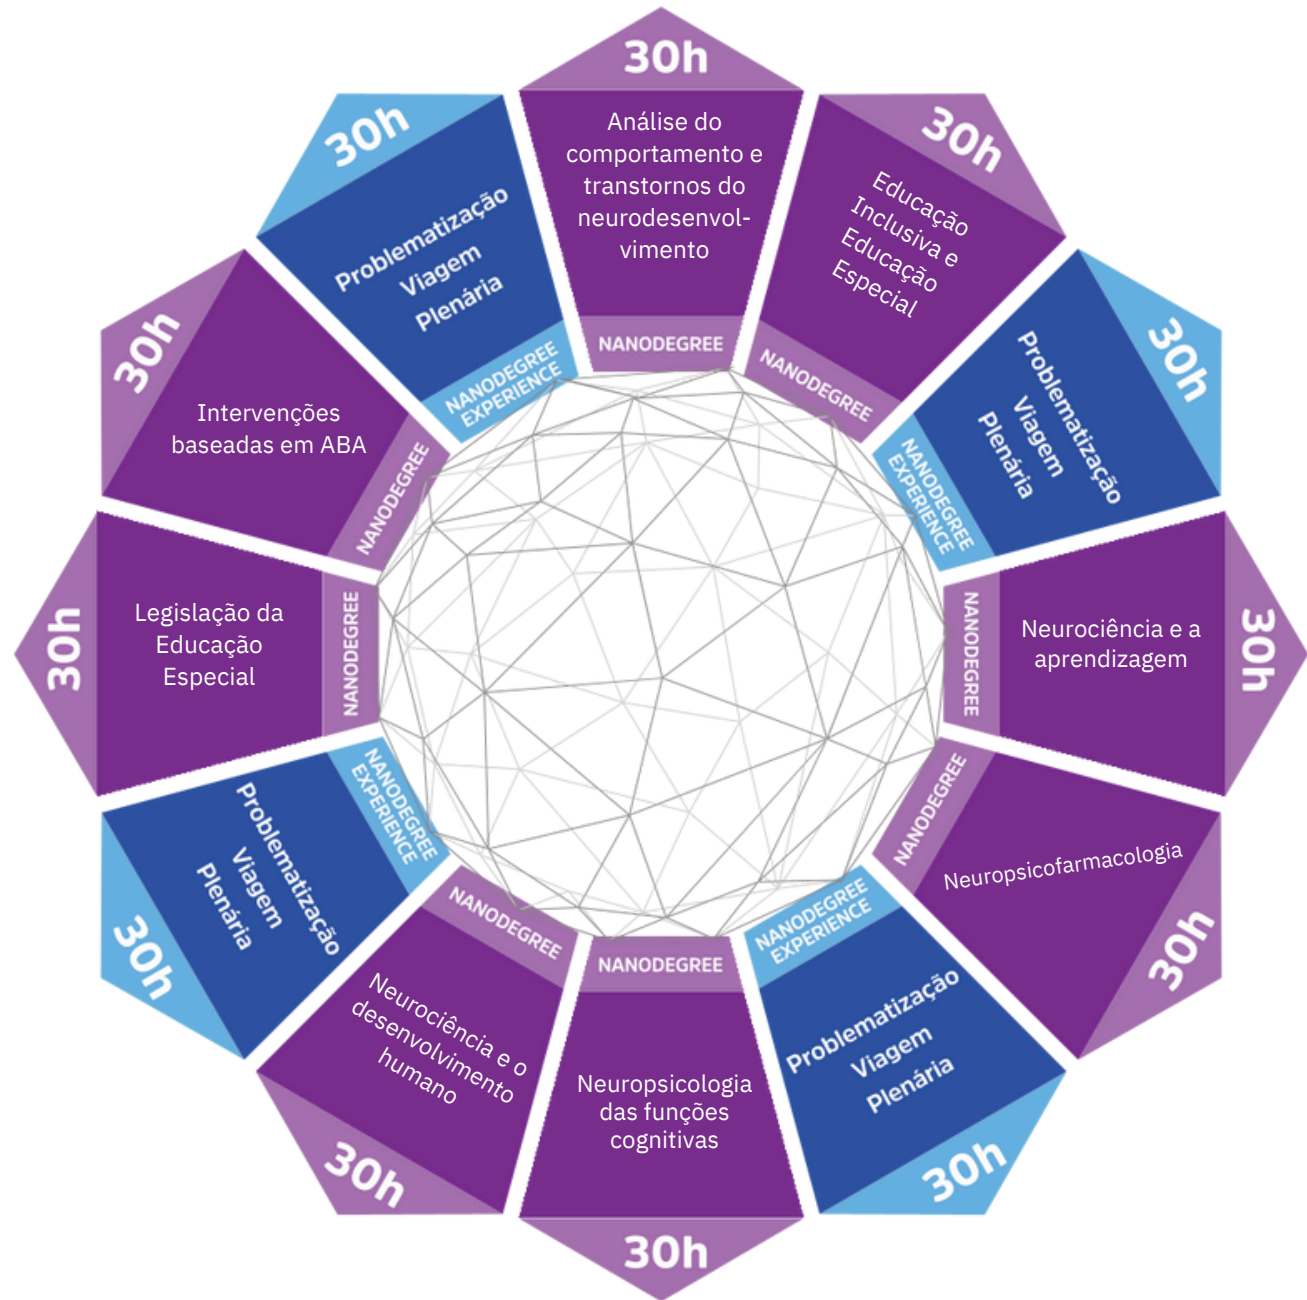 30h
Análise do
comportamento e
transtornos do
neurodesenvol-
vimento
NANODEGREE
30h
Educação
Inclusiva e
Educação
Especial
NANODEGREE
30h
Problematização
Viagem
Plenária
NANODEGREE
EXPERIENCE
30h
Neurociência e a
aprendizagem
NANODEGREE
30h
Neuropsicofarmacologia
NANODEGREE
30h
Problematização
Viagem
Plenária
NANODEGREE
EXPERIENCE
30h
Neuropsicologia
das funções
cognitivas
NANODEGREE
30h
Neurociência e o
desenvolvimento
humano
NANODEGREE
30h
Problematização
Viagem
Plenária
NANODEGREE
EXPERIENCE
30h
Legislação da
Educação
Especial
NANODEGREE
30h
Intervenções
baseadas em ABA
NANODEGREE
30h
Problematização
Viagem
Plenária
NANODEGREE
EXPERIENCE